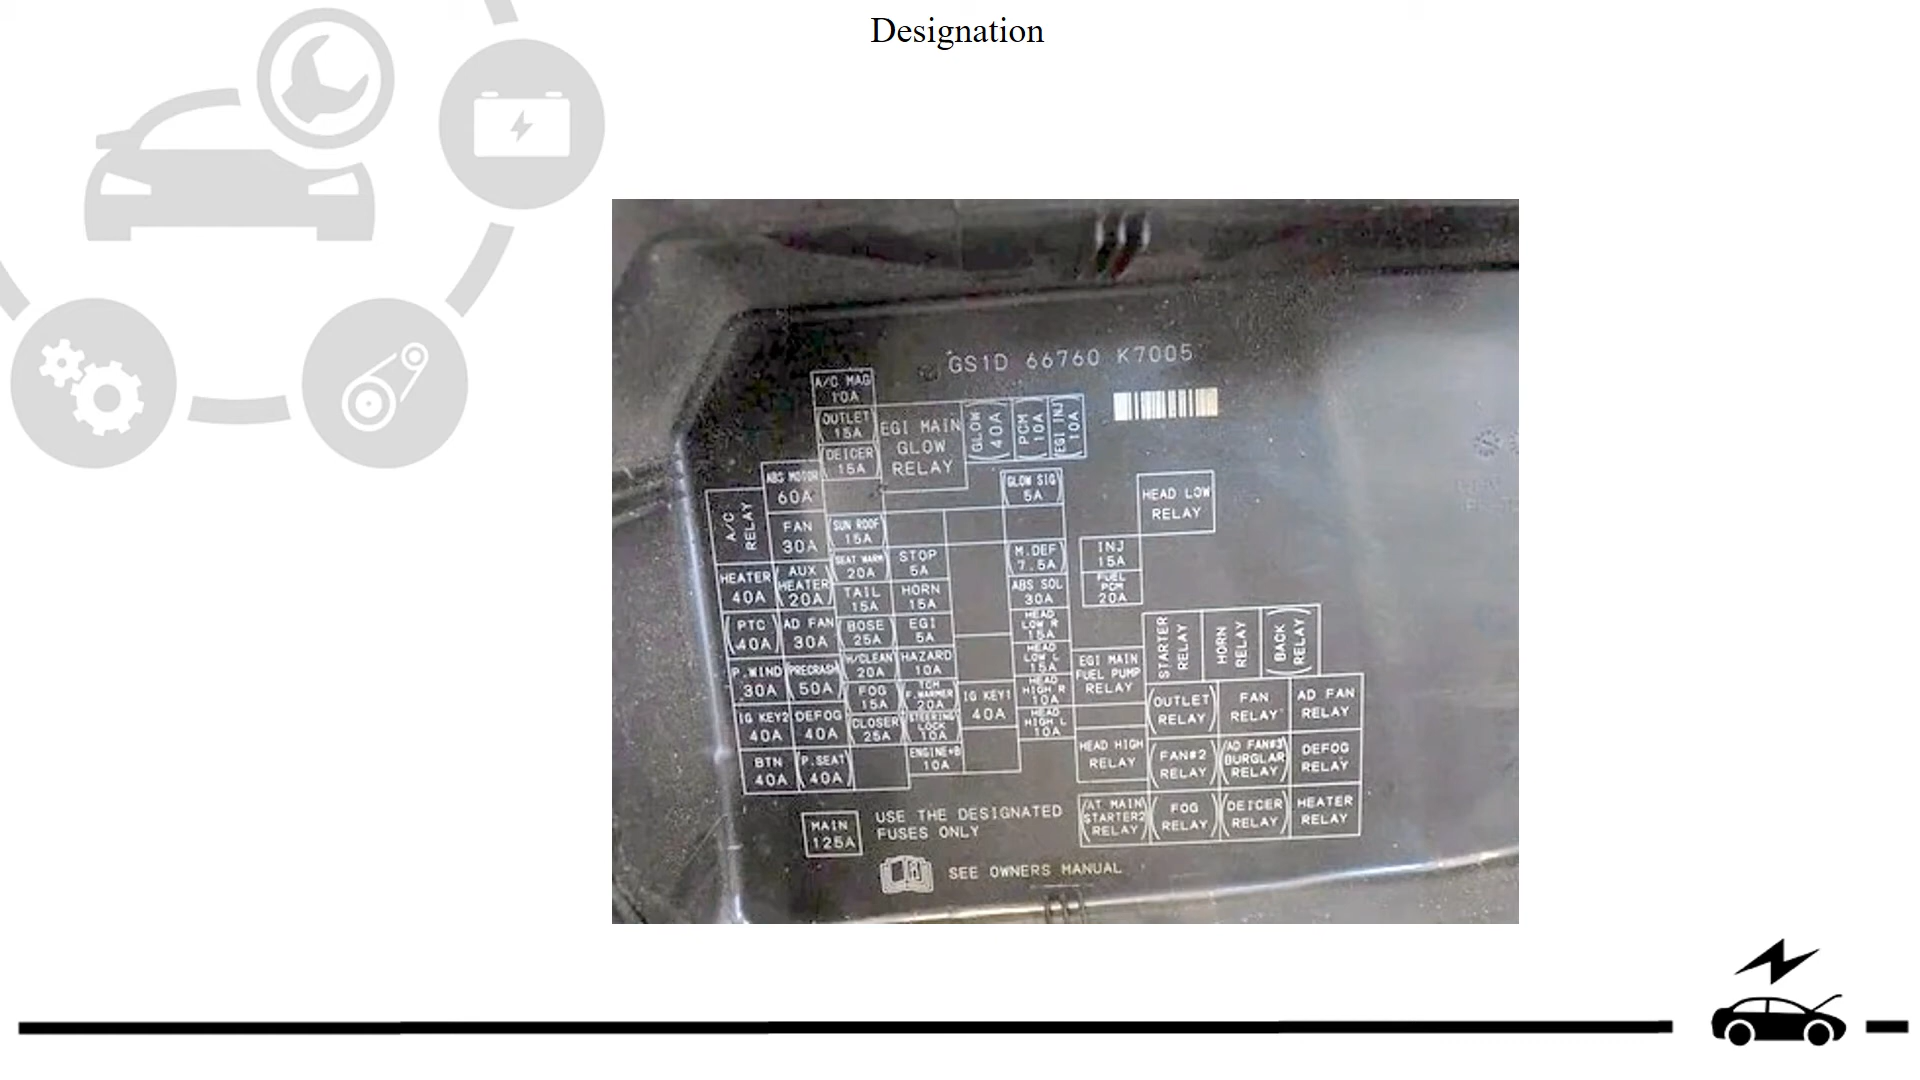 Designation
GS1D 66760 K7005
A/C MAG
10A
OUTLET
15A
DEICER
15A
EGI MAIN
GLOW
RELAY
(GLOW
40A)
(PCM
10A)
(EGI INJ
10A)
ABS MOTOR
60A
(GLOW SIG
5A)
HEAD LOW
RELAY
A/C
RELAY
FAN
30A
(SUN ROOF
15A)
HEATER
40A
(AUX
HEATER
20A)
(SEAT WARM
20A)
STOP
5A
(M.DEF
7.5A)
INJ
15A
FUEL
PCM
20A
TAIL
15A
HORN
15A
ABS SOL
30A
(PTC
40A)
AD FAN
30A
(BOSE
25A)
EGI
5A
HEAD
LOW R
15A
STARTER
RELAY
HORN
RELAY
(BACK
RELAY)
P.WIND
30A
(PRECRASH
50A)
(H/CLEAN
20A)
HAZARD
10A
HEAD
LOW L
15A
EGI MAIN
FUEL PUMP
RELAY
IG KEY2
40A
DEFOG
40A
(FOG
15A)
(TCM
F.WARMER
20A)
IG KEY1
40A
HEAD
HIGH R
10A
(OUTLET
RELAY)
FAN
RELAY
AD FAN
RELAY
(CLOSER
25A)
(STEERING
LOCK
10A)
HEAD
HIGH L
10A
BTN
40A
(P.SEAT
40A)
ENGINE+B
10A
HEAD HIGH
RELAY
(FAN#2
RELAY)
(AD FAN#3
BURGLAR
RELAY)
DEFOG
RELAY
MAIN
125A
USE THE DESIGNATED
FUSES ONLY
(AT MAIN
STARTER2
RELAY)
(FOG
RELAY)
(DEICER
RELAY)
HEATER
RELAY
SEE OWNERS MANUAL